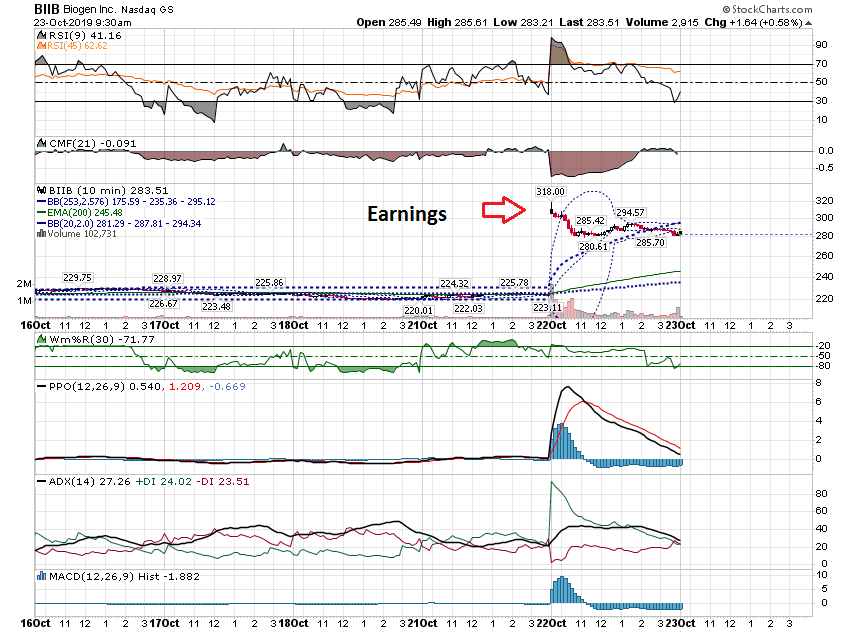 BIIB Biogen Inc. Nasdaq GS © StockCharts.com
23-Oct-2019 9:30am Open 285.49 High 285.61 Low 283.21 Last 283.51 Volume 2,915 Chg +1.64 (+0.58%)
RSI(9) 41.16
RSI(45) 62.62
90
70
50
30
10
CMF(21) -0.091
0.0
-0.5
BIIB (10 min) 283.51
BB(253,2.576) 175.59 - 235.36 - 295.12
EMA(200) 245.48
BB(20,2.0) 281.29 - 287.81 - 294.34
Volume 102,731
Earnings
318.00
285.42
294.57
280.61
285.70
320
300
280
260
240
220
2M
1M
229.75
228.97
225.86
224.32
225.78
226.67
223.48
220.01
222.03
223.11
16Oct 11 12 1 2 3 17Oct 11 12 1 2 3 18Oct 11 12 1 2 3 21Oct 11 12 1 2 3 22Oct 11 12 1 2 3 23Oct 11 12 1 2 3
Wm%R(30) -71.77
-20
-50
-80
PPO(12,26,9) 0.540, 1.209, -0.669
8
6
4
2
0
ADX(14) 27.26 +DI 24.02 -DI 23.51
80
60
40
20
0
MACD(12,26,9) Hist -1.882
10
5
0
16Oct 11 12 1 2 3 17Oct 11 12 1 2 3 18Oct 11 12 1 2 3 21Oct 11 12 1 2 3 22Oct 11 12 1 2 3 23Oct 11 12 1 2 3